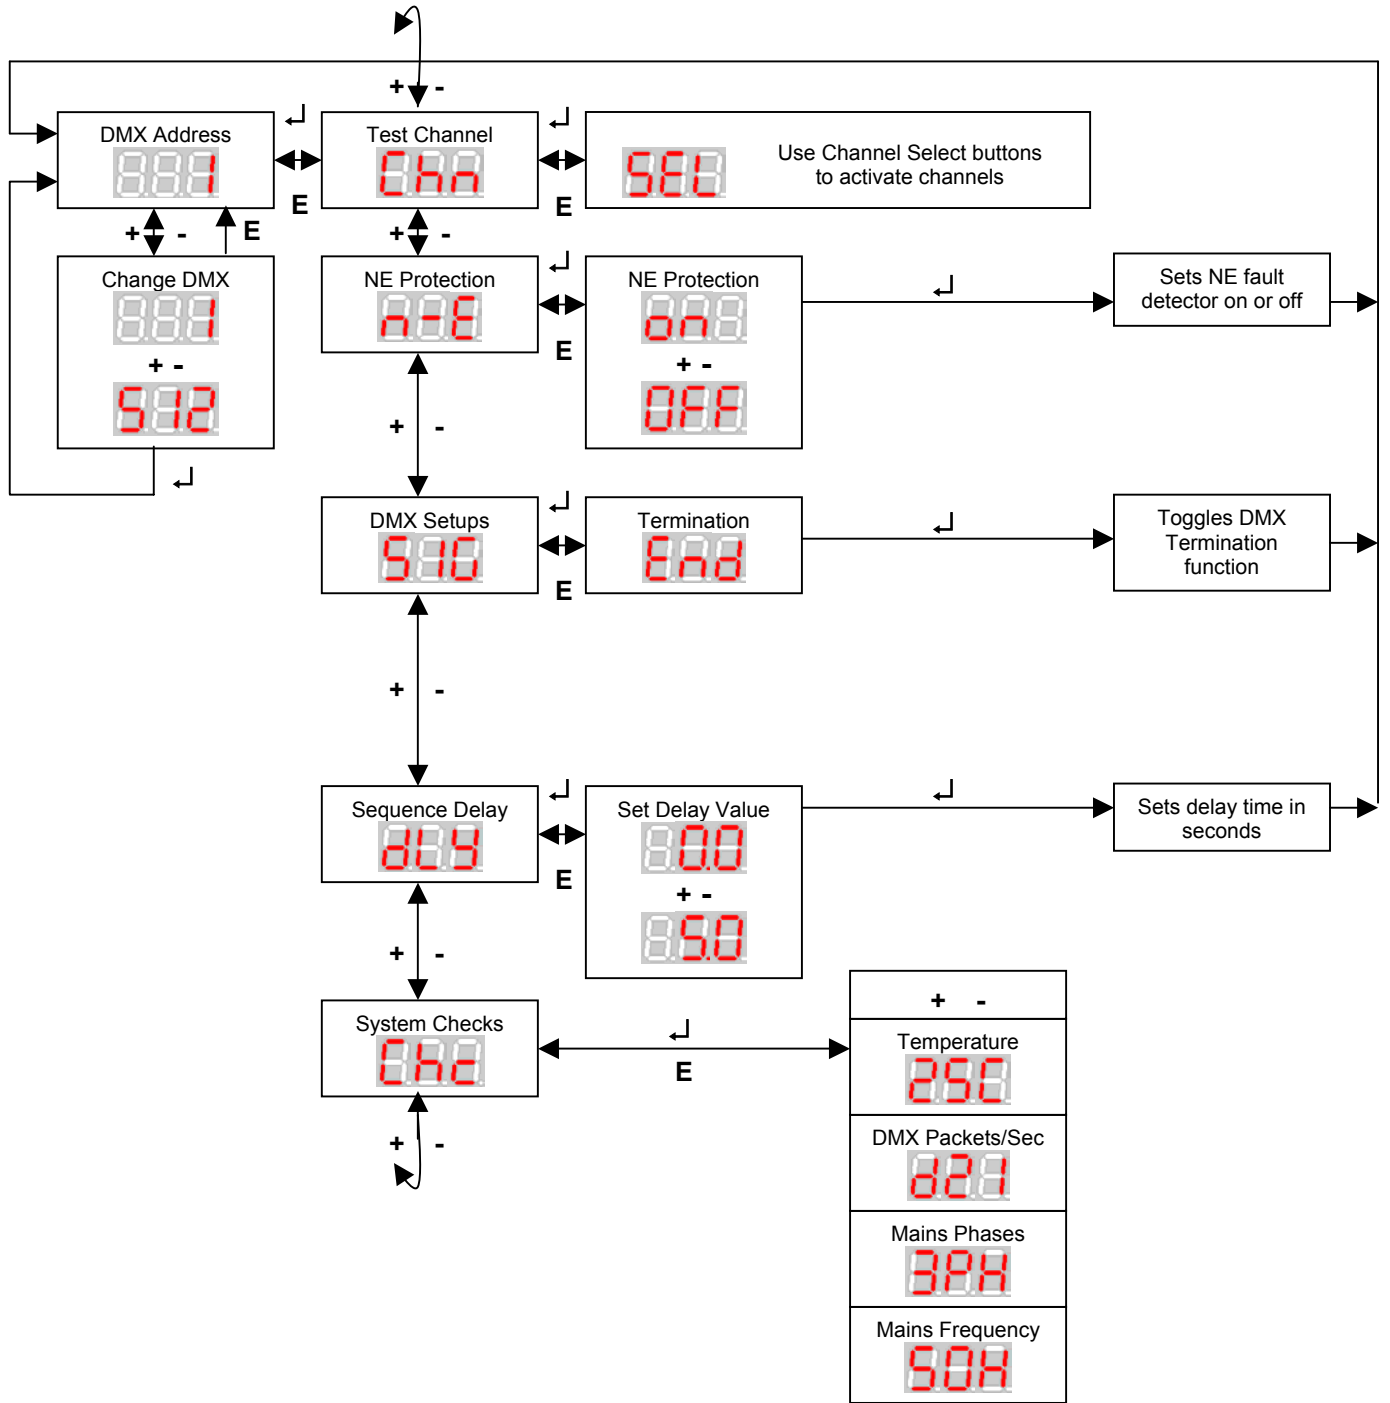 + -
DMX Address
1
↵
E
Test Channel
Chn
↵
E
SEL
Use Channel Select buttons
to activate channels
+ -
E
Change DMX
1
+ -
512
↵
+ -
NE Protection
n-E
↵
E
NE Protection
on
+ -
OFF
↵
Sets NE fault
detector on or off
+ -
DMX Setups
SIG
↵
E
Termination
End
↵
Toggles DMX
Termination
function
+ -
Sequence Delay
dLY
↵
E
Set Delay Value
0.0
+ -
5.0
↵
Sets delay time in
seconds
+ -
System Checks
Chc
↵
E
+ -
+ -
Temperature
25C
DMX Packets/Sec
d21
Mains Phases
3PH
Mains Frequency
50H